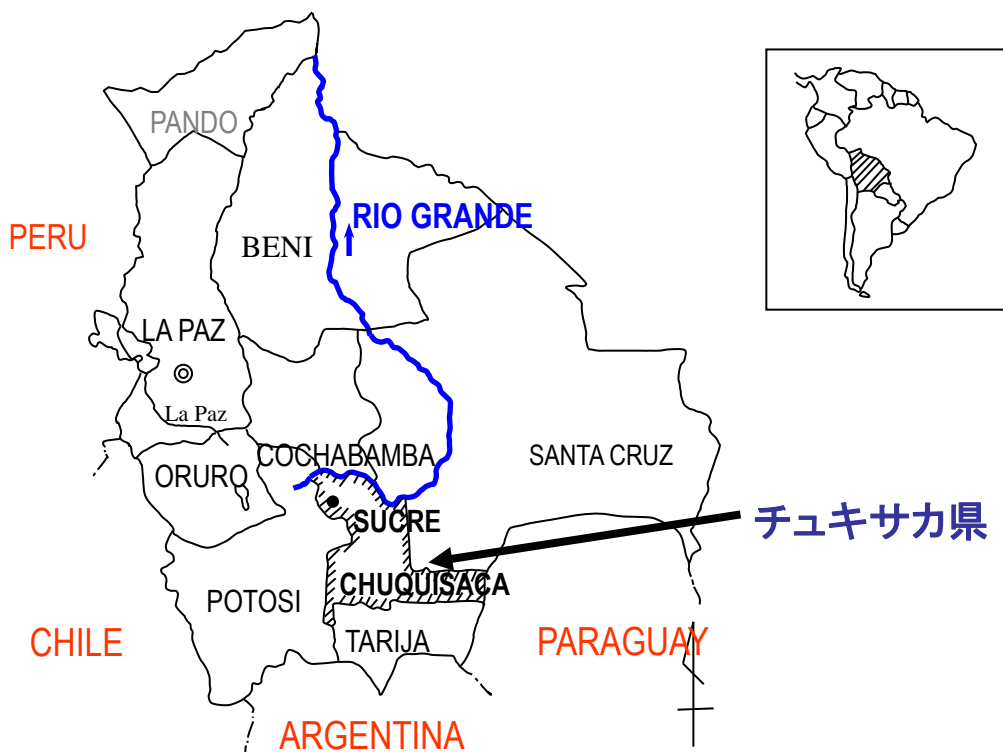 PANDO
RIO GRANDE
PERU
BENI
LA PAZ
La Paz
COCHABAMBA
SANTA CRUZ
ORURO
SUCRE
チュキサカ県
CHUQUISACA
POTOSI
CHILE
TARIJA
PARAGUAY
ARGENTINA